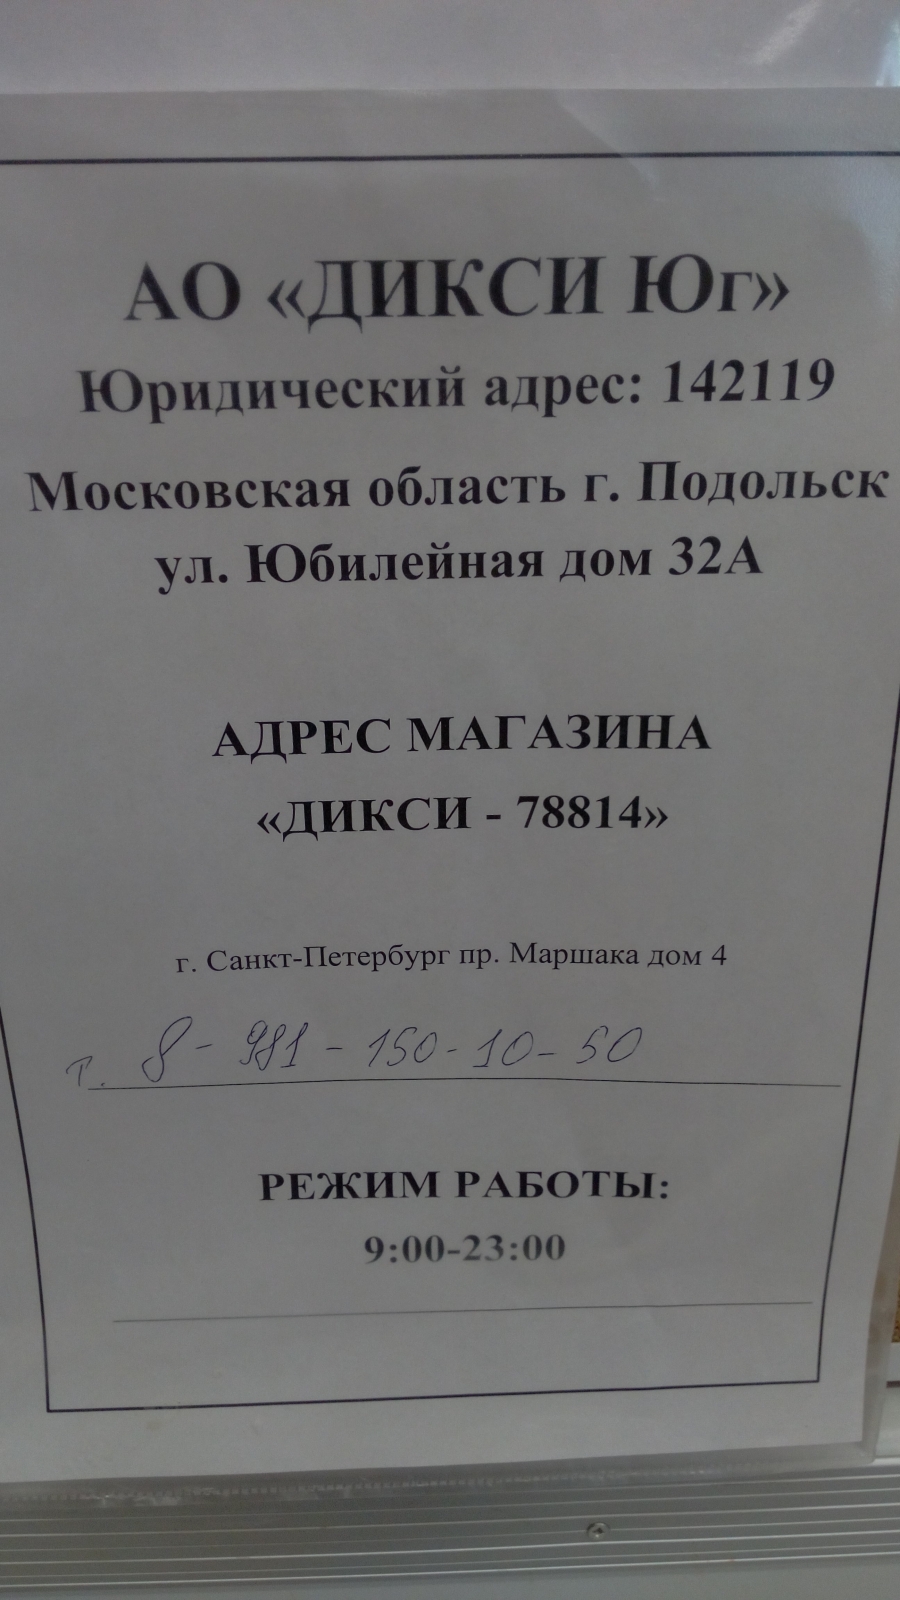 АО «ДИКСИ Юг»
Юридический адрес: 142119
Московская область г. Подольск
ул. Юбилейная дом 32А
АДРЕС МАГАЗИНА
«ДИКСИ - 78814»
г. Санкт-Петербург пр. Маршака дом 4
т. 8- 981 - 150-10-50
РЕЖИМ РАБОТЫ:
9:00-23:00